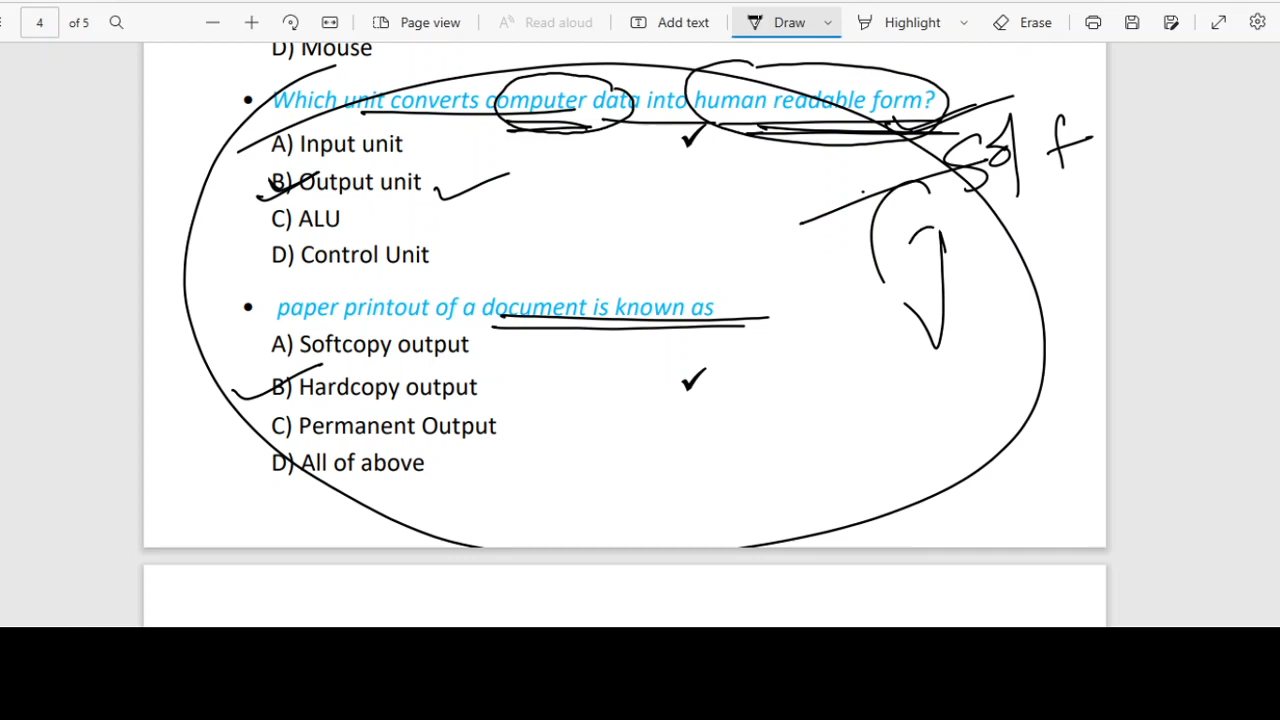 4 of 5 Page view Read aloud Add text Draw Highlight Erase
D) Mouse
• Which unit converts computer data into human readable form?
A) Input unit
B) Output unit
C) ALU
D) Control Unit
• paper printout of a document is known as
A) Softcopy output
B) Hardcopy output
C) Permanent Output
D) All of above